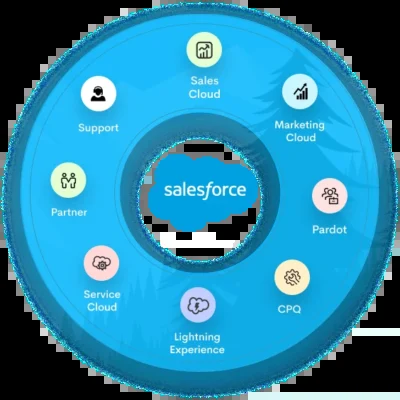 Sales
Cloud
Marketing
Cloud
Support
salesforce
Partner
Pardot
Service
Cloud
CPQ
Lightning
Experience